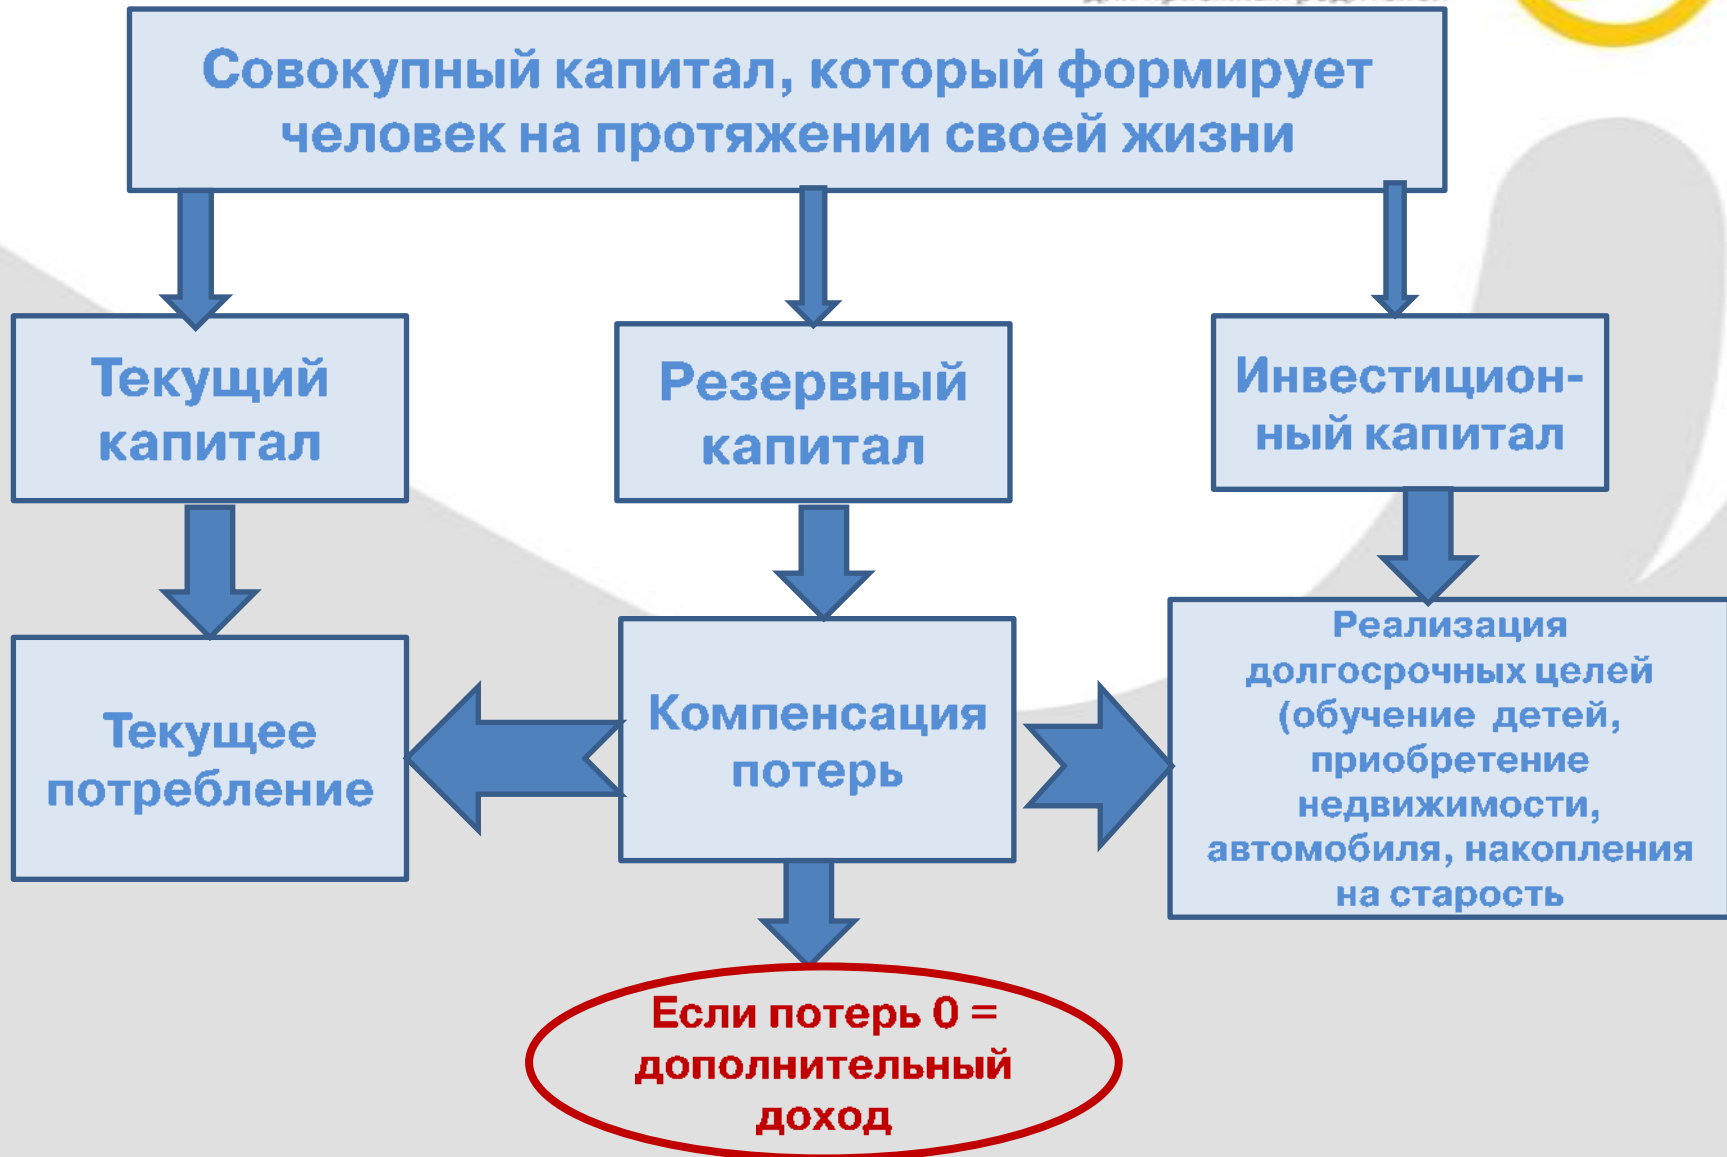 Совокупный капитал, который формирует
человек на протяжении своей жизни
Текущий
капитал
Резервный
капитал
Инвестицион-
ный капитал
Текущее
потребление
Компенсация
потерь
Реализация
долгосрочных целей
(обучение детей,
приобретение
недвижимости,
автомобиля, накопления
на старость
Если потерь 0 =
дополнительный
доход